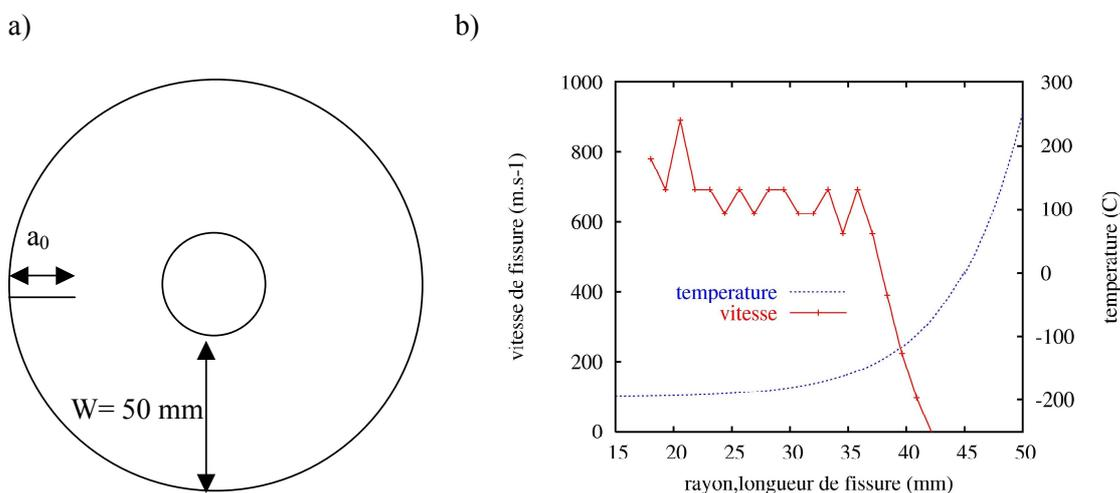 a)
b)
a₀
W= 50 mm
1000
800
600
400
200
0
vitesse de fissure (m.s-1)
300
200
100
0
-100
-200
temperature (C)
temperature
vitesse
15 20 25 30 35 40 45 50
rayon,longueur de fissure (mm)